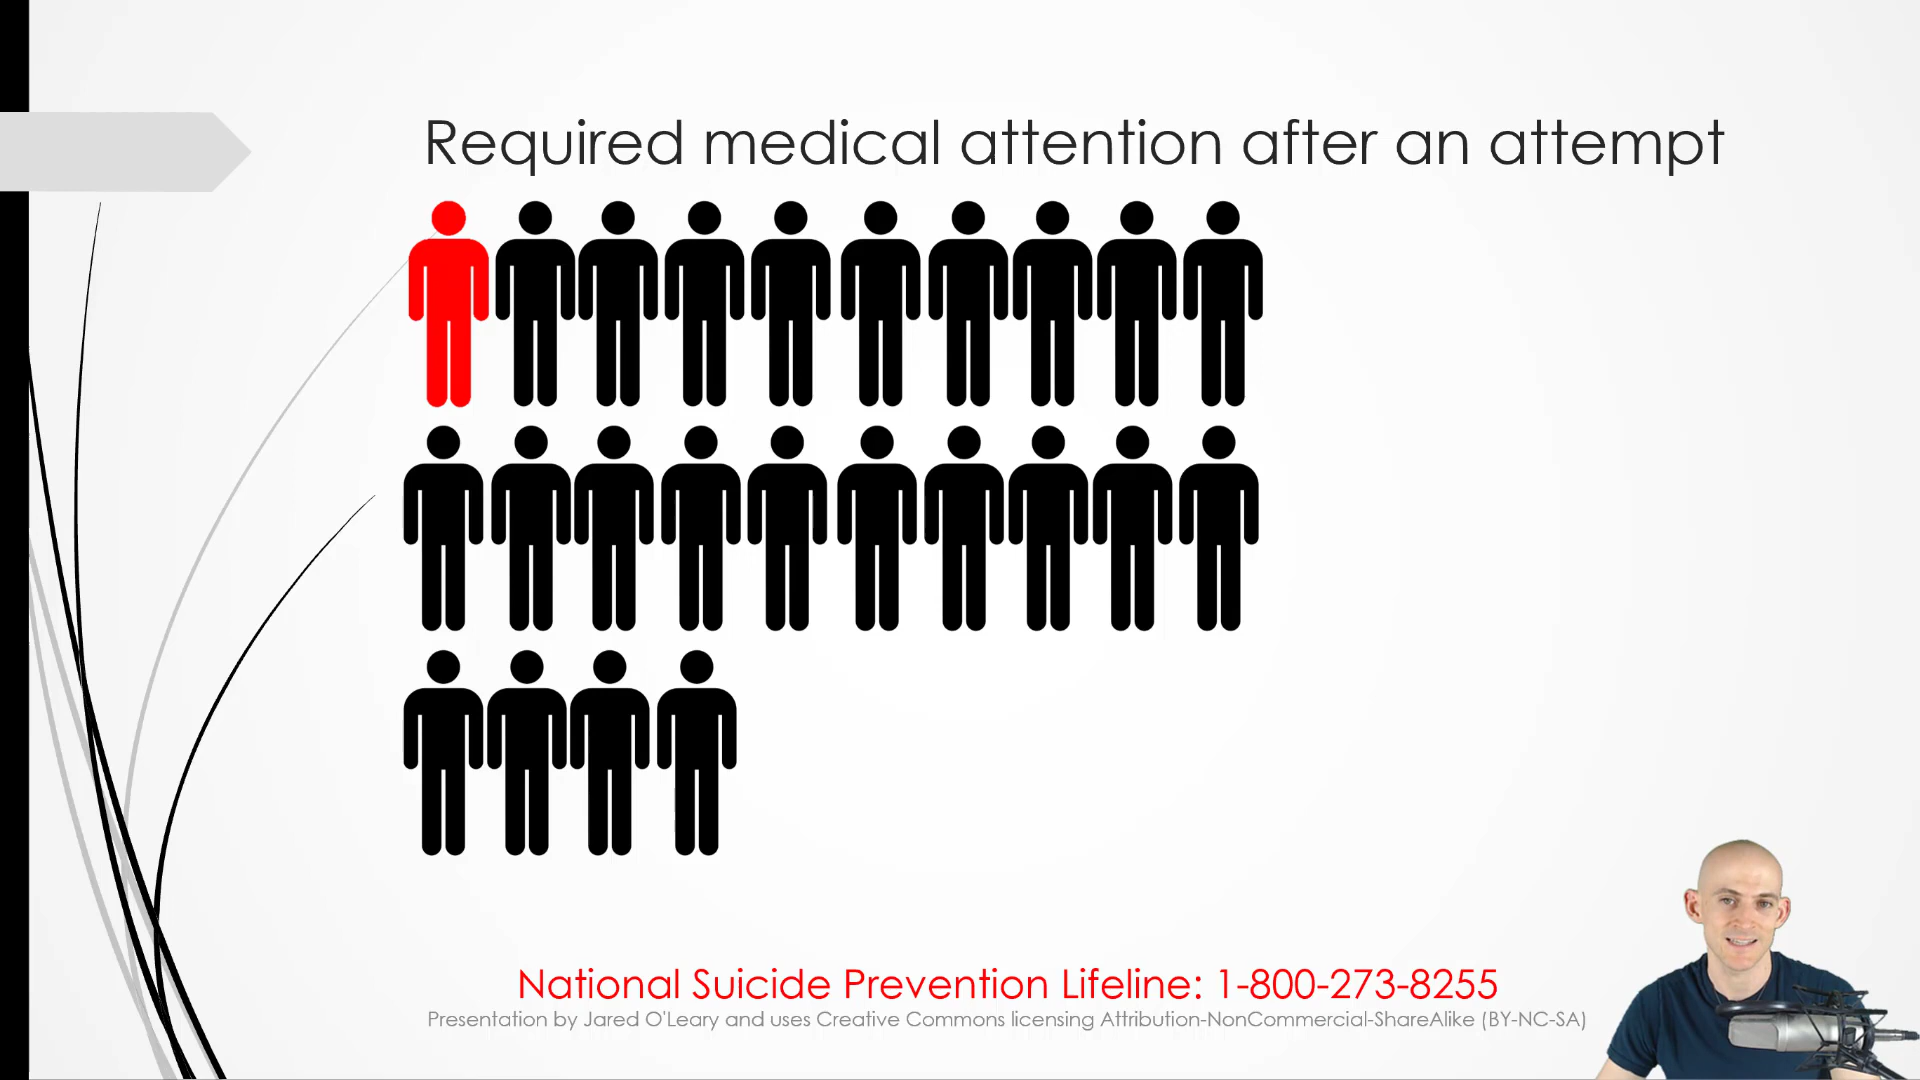 Required medical attention after an attempt
National Suicide Prevention Lifeline: 1-800-273-8255
Presentation by Jared O'Leary and uses Creative Commons licensing Attribution-NonCommercial-ShareAlike (BY-NC-SA)